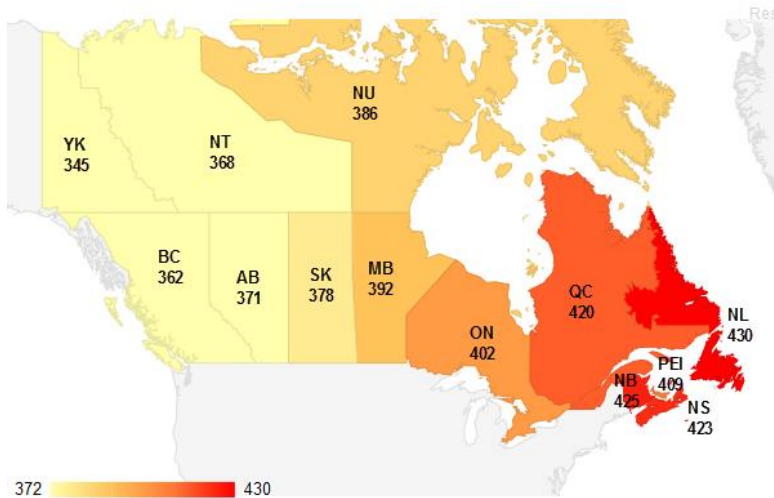 Res
NU
386
YK
345
NT
368
BC
362
AB
371
SK
378
MB
392
ON
402
QC
420
NL
430
PEI
409
NB
425
NS
423
372
430